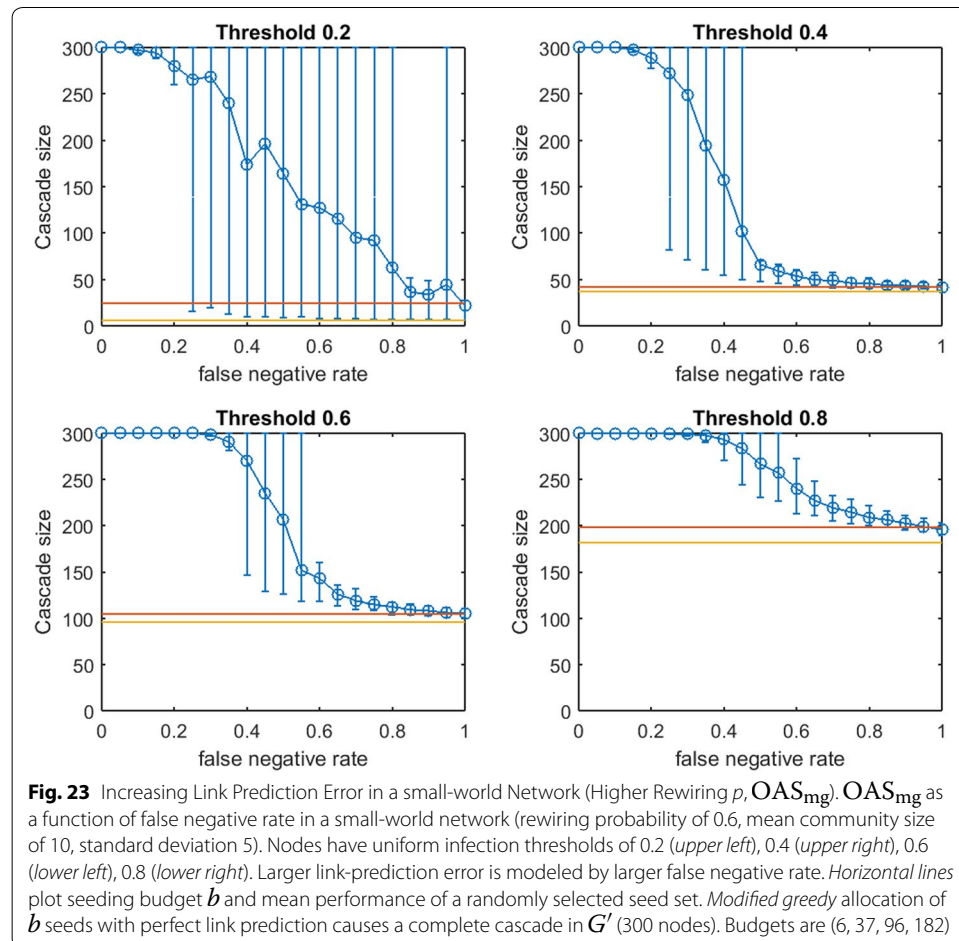 Threshold 0.2
300
250
200
150
100
50
0
Cascade size
0 0.2 0.4 0.6 0.8 1
false negative rate
Threshold 0.4
300
250
200
150
100
50
0
Cascade size
0 0.2 0.4 0.6 0.8 1
false negative rate
Threshold 0.6
300
250
200
150
100
50
0
Cascade size
0 0.2 0.4 0.6 0.8 1
false negative rate
Threshold 0.8
300
250
200
150
100
50
0
Cascade size
0 0.2 0.4 0.6 0.8 1
false negative rate
Fig. 23 Increasing Link Prediction Error in a small-world Network (Higher Rewiring p, OASmg). OASmg as
a function of false negative rate in a small-world network (rewiring probability of 0.6, mean community size
of 10, standard deviation 5). Nodes have uniform infection thresholds of 0.2 (upper left), 0.4 (upper right), 0.6
(lower left), 0.8 (lower right). Larger link-prediction error is modeled by larger false negative rate. Horizontal lines
plot seeding budget b and mean performance of a randomly selected seed set. Modified greedy allocation of
b seeds with perfect link prediction causes a complete cascade in G′ (300 nodes). Budgets are (6, 37, 96, 182)